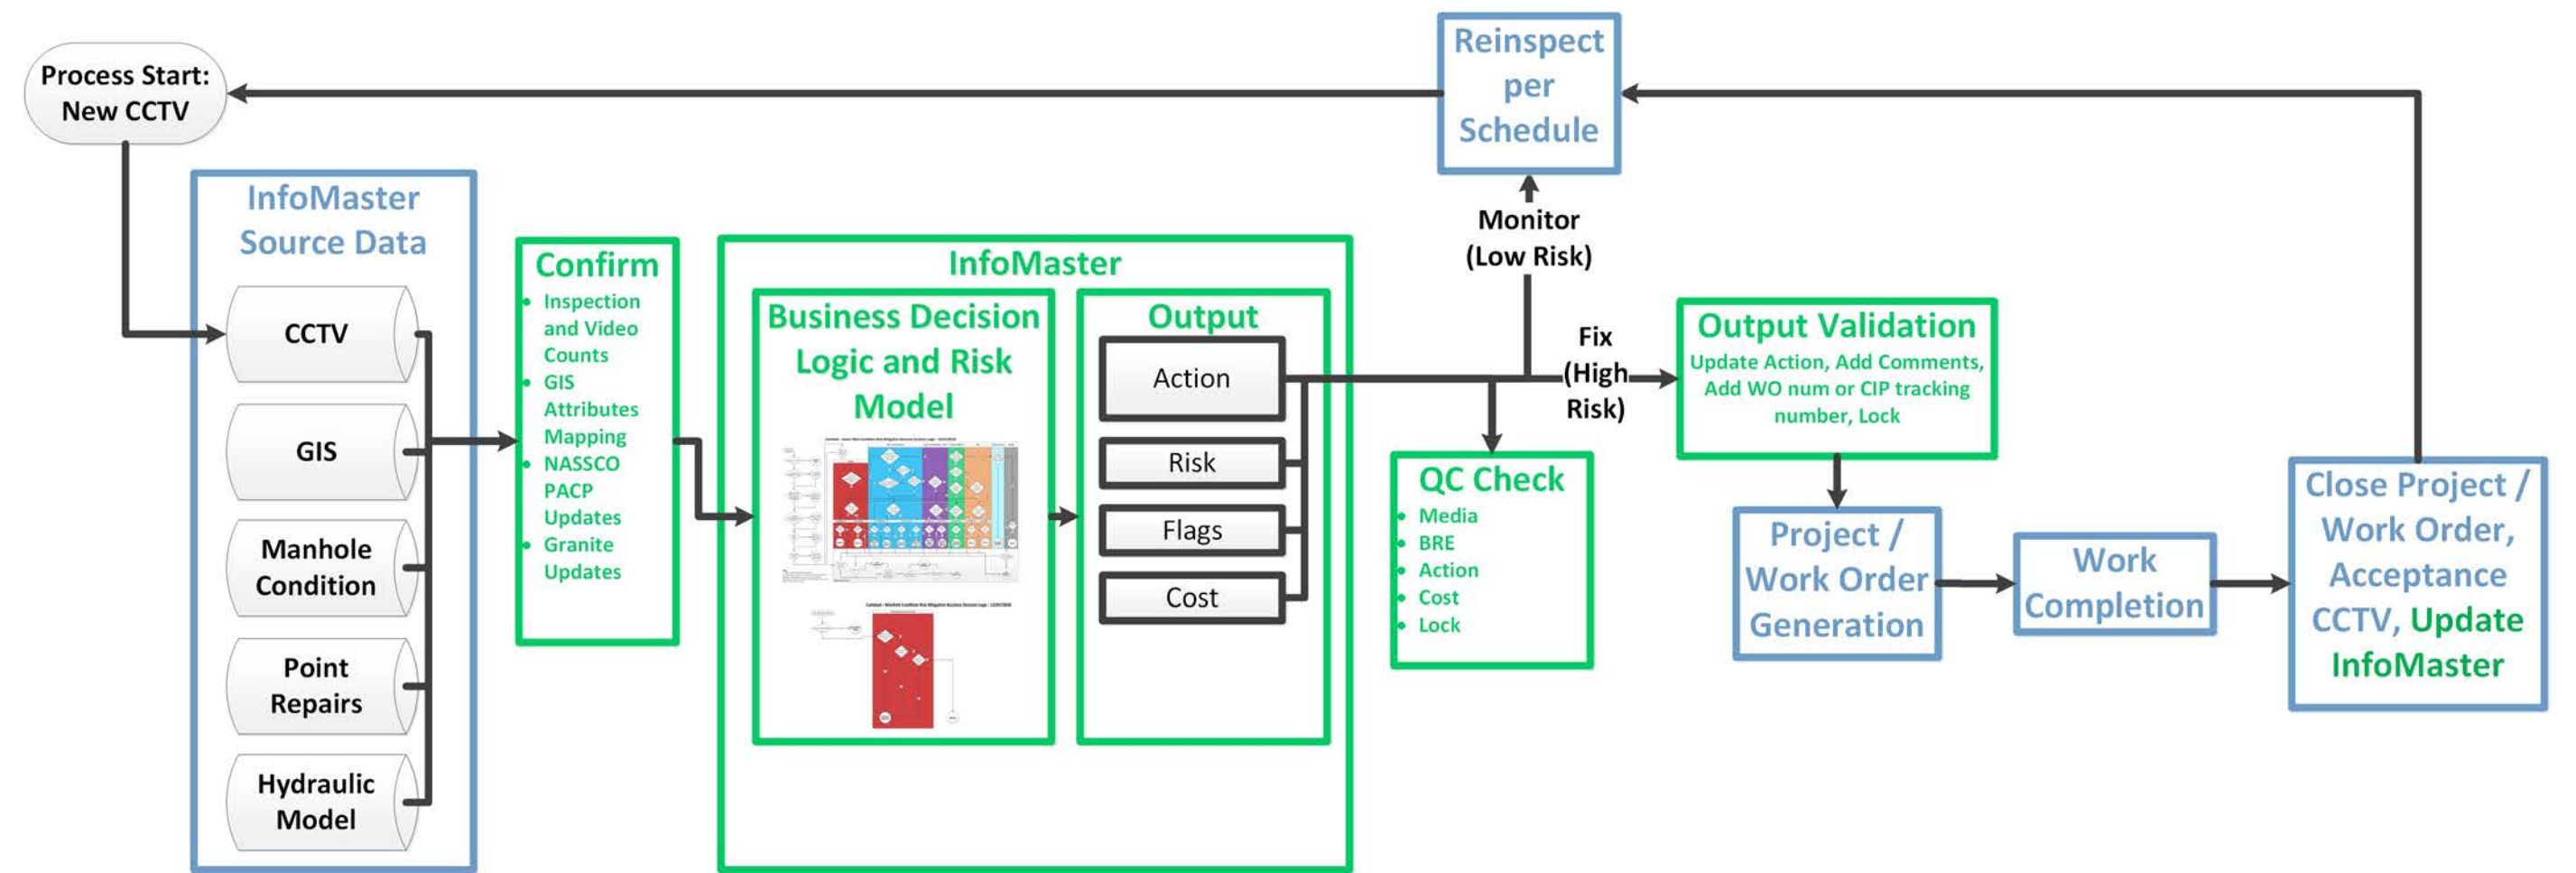 Process Start:
New CCTV
Reinspect
per
Schedule
InfoMaster
Source Data
CCTV
GIS
Manhole
Condition
Point
Repairs
Hydraulic
Model
Confirm
• Inspection
and Video
Counts
• GIS
Attributes
Mapping
• NASSCO
PACP
Updates
• Granite
Updates
InfoMaster
Business Decision
Logic and Risk
Model
Output
Action
Risk
Flags
Cost
Monitor
(Low Risk)
Fix
(High
Risk)
QC Check
• Media
• BRE
• Action
• Cost
• Lock
Output Validation
Update Action, Add Comments,
Add WO num or CIP tracking
number, Lock
Project /
Work Order
Generation
Work
Completion
Close Project /
Work Order,
Acceptance
CCTV, Update
InfoMaster